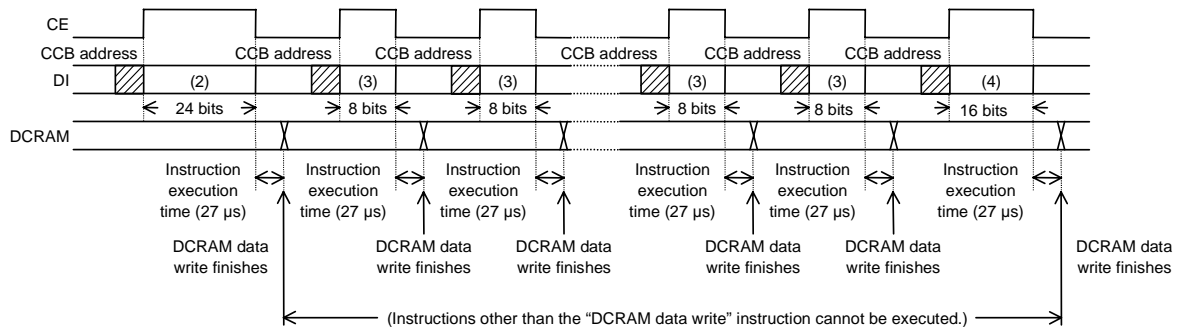 CE
CCB address CCB address CCB address CCB address CCB address CCB address
DI (2) (3) (3) (3) (3) (4)
24 bits 8 bits 8 bits 8 bits 8 bits 16 bits
DCRAM
Instruction Instruction Instruction Instruction Instruction Instruction
execution execution execution execution execution execution
time (27 µs) time (27 µs) time (27 µs) time (27 µs) time (27 µs) time (27 µs)
DCRAM data DCRAM data DCRAM data DCRAM data DCRAM data DCRAM data
write finishes write finishes write finishes write finishes write finishes write finishes
(Instructions other than the “DCRAM data write” instruction cannot be executed.)